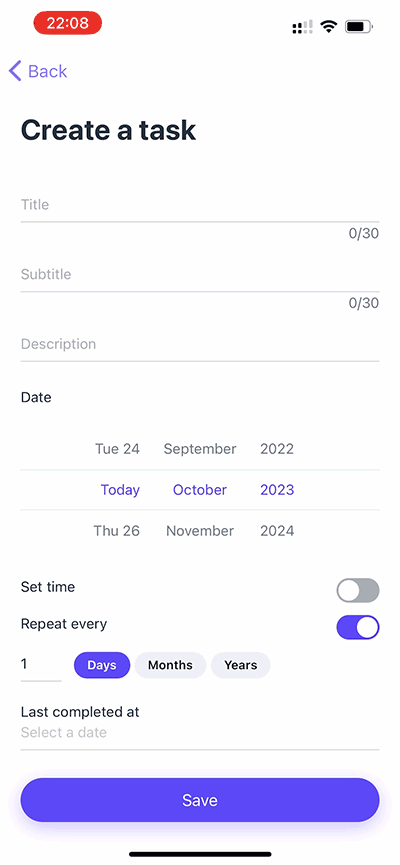 22:08
Back
Create a task
Title
0/30
Subtitle
0/30
Description
Date
Tue 24 September 2022
Today October 2023
Thu 26 November 2024
Set time
Repeat every
1 Days Months Years
Last completed at
Select a date
Save